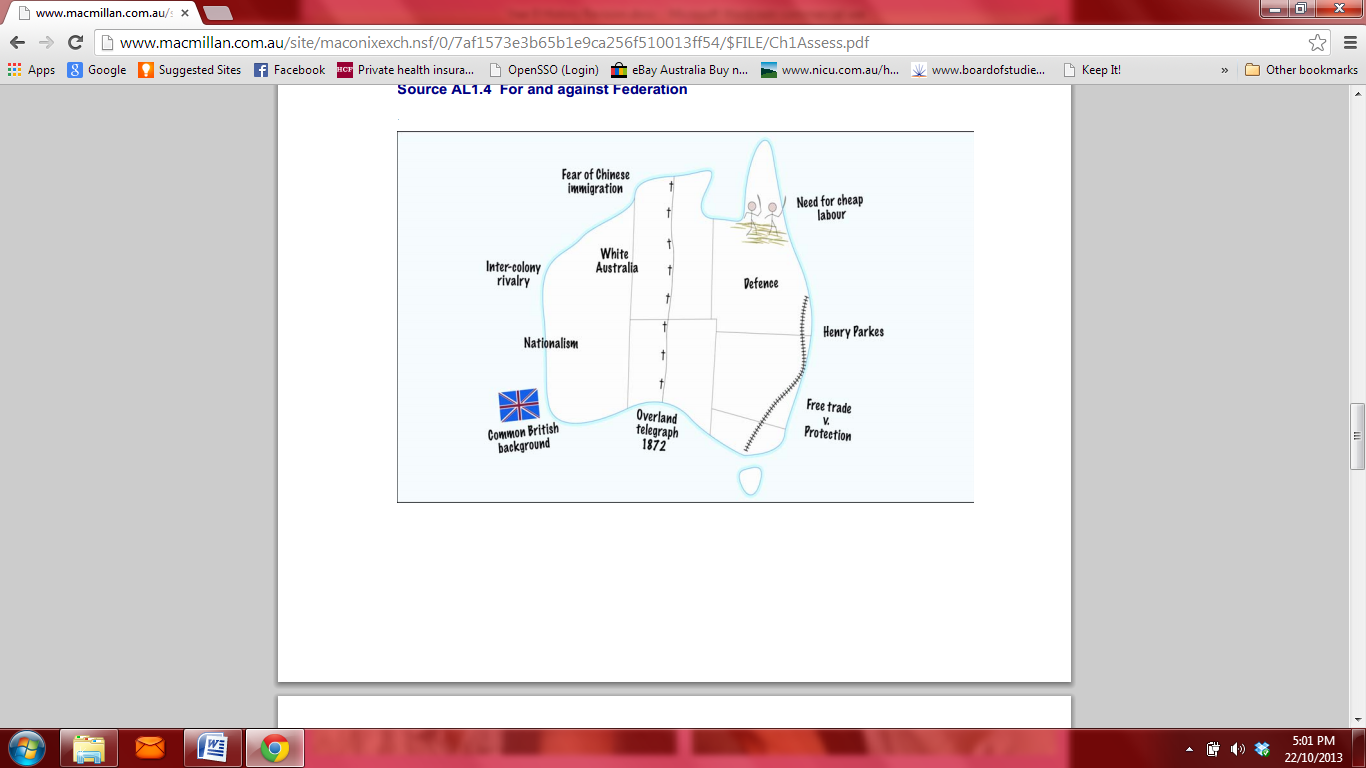 www.macmillan.com.au/s
www.macmillan.com.au/site/maconixexch.nsf/0/7af1573e3b65b1e9ca256f510013ff54/$FILE/Ch1Assess.pdf
Apps Google Suggested Sites Facebook HCF Private health insura... OpenSSO (Login) eBay Australia Buy n... www.nicu.com.au/h... www.boardofstudie... Keep It! » Other bookmarks
Source AL1.4 For and against Federation
Fear of Chinese
immigration
Need for cheap
labour
White
Australia
Inter-colony
rivalry
Defence
Henry Parkes
Nationalism
Free trade
v.
Protection
Common British
background
Overland
telegraph
1872
5:01 PM
22/10/2013